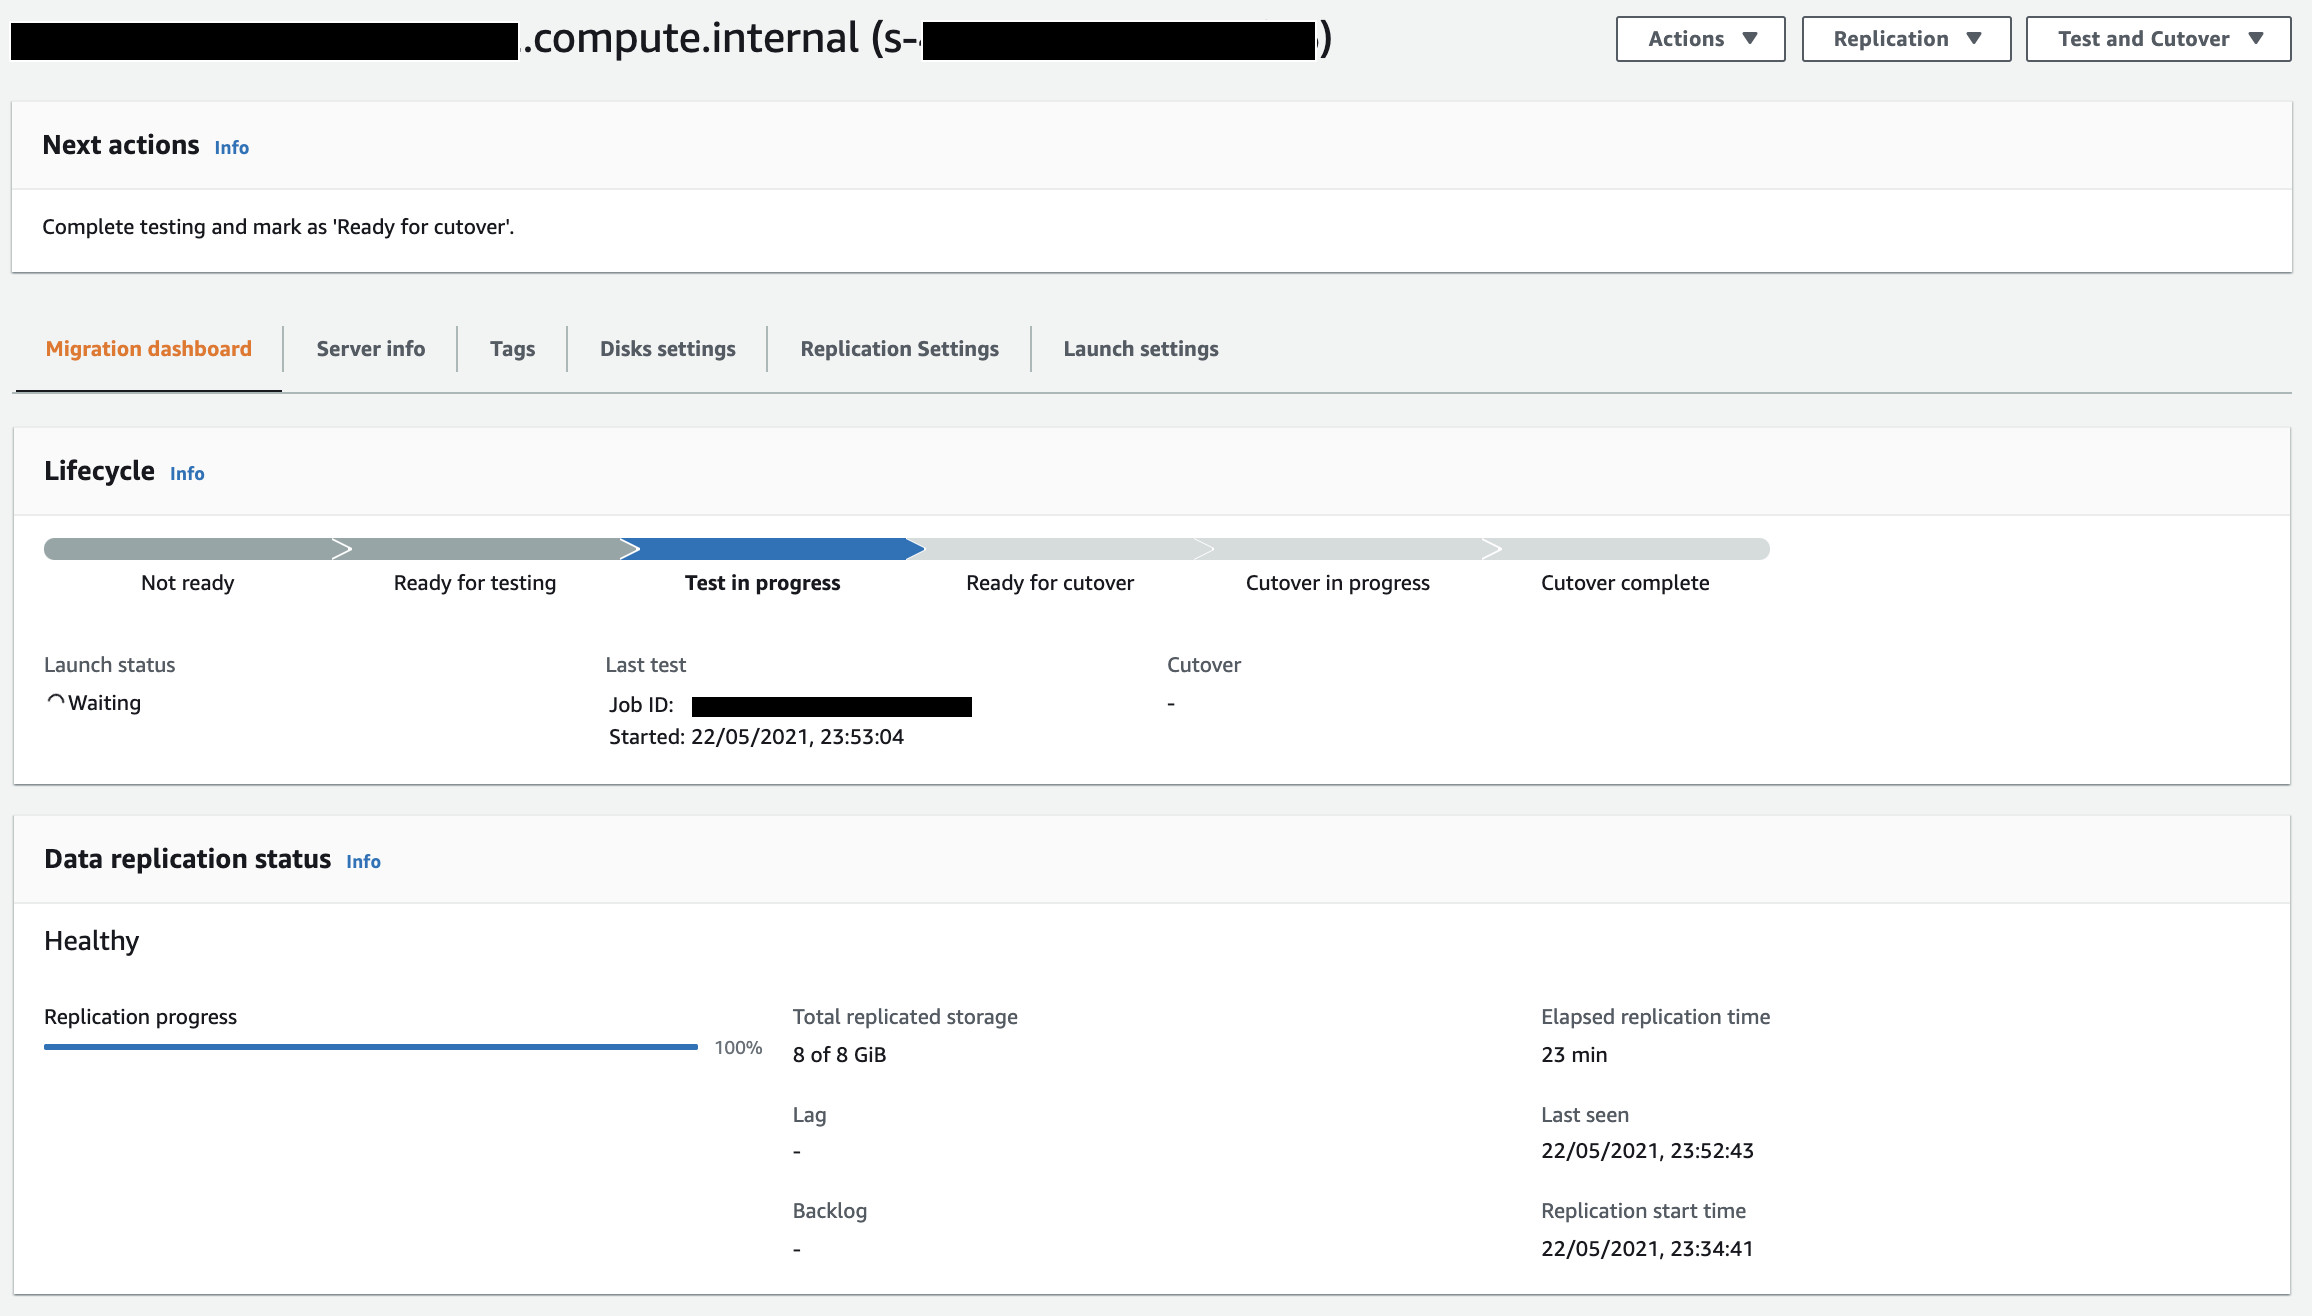 .compute.internal (s-
)
Actions ▼
Replication ▼
Test and Cutover ▼
Next actions Info
Complete testing and mark as 'Ready for cutover'.
Migration dashboard
Server info
Tags
Disks settings
Replication Settings
Launch settings
Lifecycle Info
Not ready
Ready for testing
Test in progress
Ready for cutover
Cutover in progress
Cutover complete
Launch status
Waiting
Last test
Job ID:
Started: 22/05/2021, 23:53:04
Cutover
-
Data replication status Info
Healthy
Replication progress
100%
Total replicated storage
8 of 8 GiB
Lag
-
Backlog
-
Elapsed replication time
23 min
Last seen
22/05/2021, 23:52:43
Replication start time
22/05/2021, 23:34:41